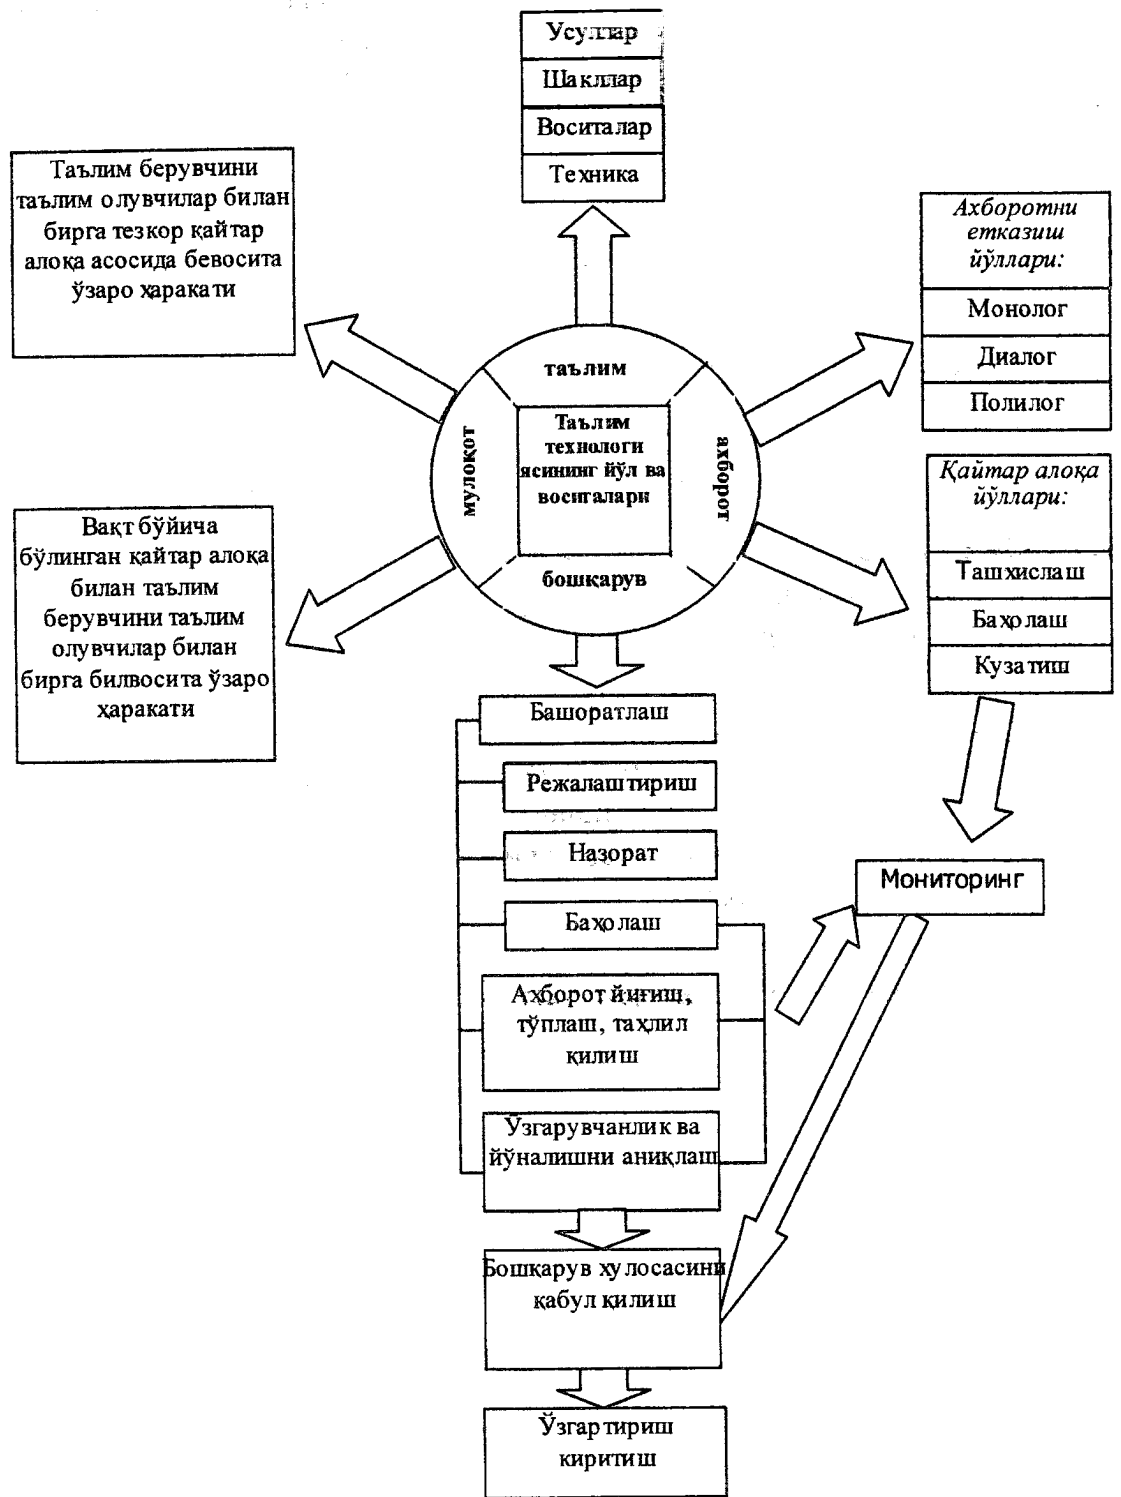 Усуллар
Шакллар
Воситалар
Техника
Таълим берувчини
таълим олувчилар билан
бирга тезкор қайтар
алоқа асосида бевосита
ўзаро ҳаракати
Ахборотни
етказиш
йўллари:
Монолог
Диалог
Полилог
таълим
мулоқот
Таълим
технологи
ясининг йўл ва
воситалари
ахборот
бошқарув
Қайтар алоқа
йўллари:
Ташхислаш
Баҳолаш
Кузатиш
Вақт бўйича
бўлинган қайтар алоқа
билан таълим
берувчини таълим
олувчилар билан
бирга билвосита ўзаро
ҳаракати
Башоратлаш
Режалаштириш
Назорат
Баҳолаш
Ахборот йиғиш,
тўплаш, таҳлил
қилиш
Ўзгарувчанлик ва
йўналишни аниқлаш
Мониторинг
Бошқарув хулосасини
қабул қилиш
Ўзгартириш
киритиш